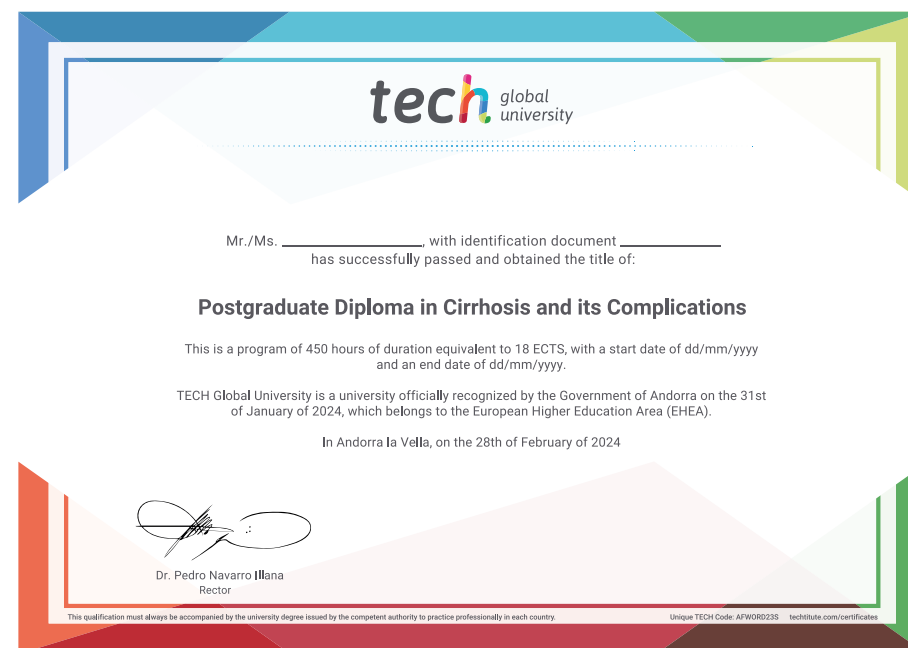 tech global university
Mr./Ms. ____________________, with identification document ______________
has successfully passed and obtained the title of:
Postgraduate Diploma in Cirrhosis and its Complications
This is a program of 450 hours of duration equivalent to 18 ECTS, with a start date of dd/mm/yyyy
and an end date of dd/mm/yyyy.
TECH Global University is a university officially recognized by the Government of Andorra on the 31st
of January of 2024, which belongs to the European Higher Education Area (EHEA).
In Andorra la Vella, on the 28th of February of 2024
Dr. Pedro Navarro Illana
Rector
This qualification must always be accompanied by the university degree issued by the competent authority to practice professionally in each country.
Unique TECH Code: AFWORD23S techtitute.com/certificates